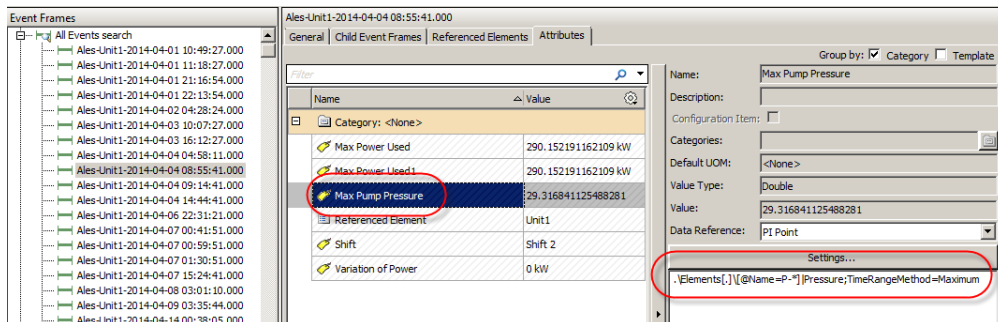 Event Frames
All Events search
Ales-Unit1-2014-04-01 10:49:27.000
Ales-Unit1-2014-04-01 11:18:27.000
Ales-Unit1-2014-04-01 21:16:54.000
Ales-Unit1-2014-04-01 22:13:54.000
Ales-Unit1-2014-04-02 04:28:24.000
Ales-Unit1-2014-04-03 10:07:27.000
Ales-Unit1-2014-04-03 16:12:27.000
Ales-Unit1-2014-04-04 04:58:11.000
Ales-Unit1-2014-04-04 08:55:41.000
Ales-Unit1-2014-04-04 09:14:41.000
Ales-Unit1-2014-04-04 14:44:41.000
Ales-Unit1-2014-04-06 22:31:21.000
Ales-Unit1-2014-04-07 00:41:51.000
Ales-Unit1-2014-04-07 00:59:51.000
Ales-Unit1-2014-04-07 01:30:51.000
Ales-Unit1-2014-04-07 15:24:41.000
Ales-Unit1-2014-04-08 03:01:10.000
Ales-Unit1-2014-04-09 03:35:44.000
Ales-Unit1-2014-04-14 00:38:05.000
Ales-Unit1-2014-04-04 08:55:41.000
General Child Event Frames Referenced Elements Attributes
Group by: Category Template
Filter
Name Value
Category: <None>
Max Power Used 290.152191162109 kW
Max Power Used1 290.152191162109 kW
Max Pump Pressure 29.316841125488281
Referenced Element Unit1
Shift Shift 2
Variation of Power 0 kW
Name: Max Pump Pressure
Description:
Configuration Item:
Categories:
Default UOM: <None>
Value Type: Double
Value: 29.316841125488281
Data Reference: PI Point
Settings...
.\Elements[.]\[@Name=P-*]|Pressure;TimeRangeMethod=Maximum